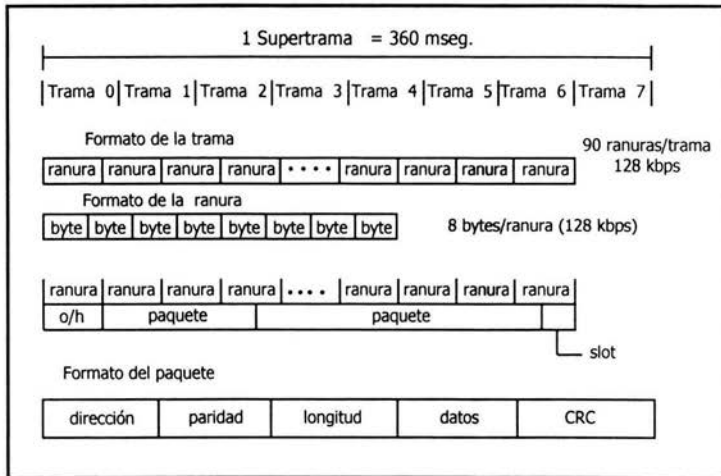 1 Supertrama = 360 mseg.
Trama 0 Trama 1 Trama 2 Trama 3 Trama 4 Trama 5 Trama 6 Trama 7
Formato de la trama
90 ranuras/trama
128 kbps
ranura ranura ranura ranura • • • • ranura ranura ranura ranura
Formato de la ranura
byte byte byte byte byte byte byte byte
8 bytes/ranura (128 kbps)
ranura ranura ranura ranura • • • • ranura ranura ranura ranura
o/h paquete paquete
slot
Formato del paquete
dirección paridad longitud datos CRC